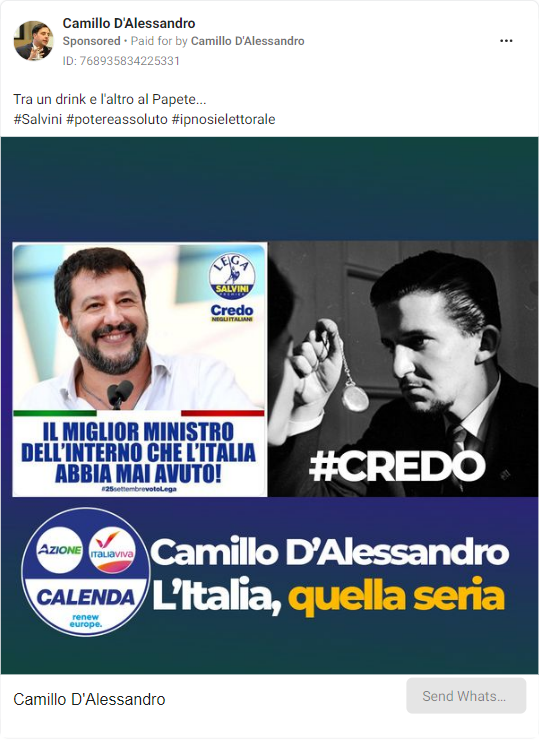 Camillo D'Alessandro
Sponsored • Paid for by Camillo D'Alessandro
ID: 768935834225331
Tra un drink e l'altro al Papete...
#Salvini #potereassoluto #ipnosielettorale
LEGA
SALVINI
PREMIER
Credo
NEGLI ITALIANI
IL MIGLIOR MINISTRO
DELL'INTERNO CHE L'ITALIA
ABBIA MAI AVUTO!
#25settembrevotoLega
#CREDO
AZIONE
ITALIAVIVA
CALENDA
renew
europe.
Camillo D'Alessandro
L'Italia, quella seria
Camillo D'Alessandro
Send Whats...